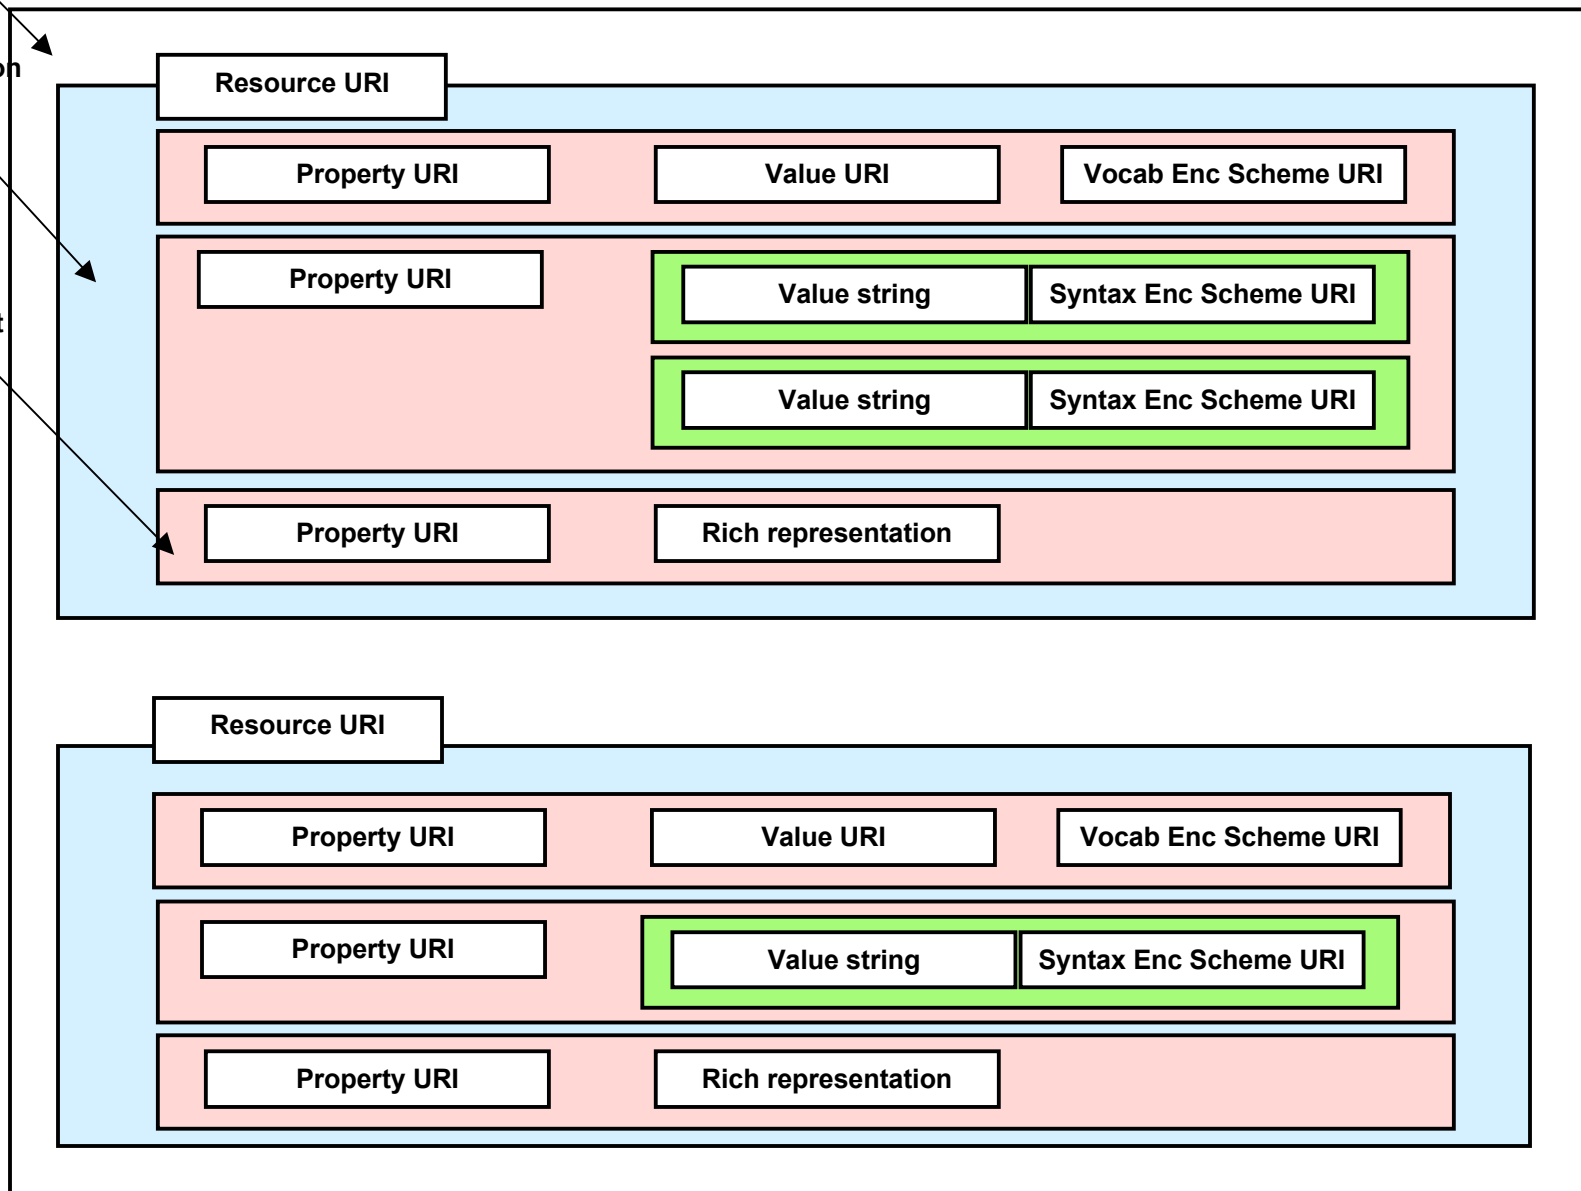 on
Resource URI
Property URI Value URI Vocab Enc Scheme URI
Property URI
Value string Syntax Enc Scheme URI
t
Value string Syntax Enc Scheme URI
Property URI Rich representation
Resource URI
Property URI Value URI Vocab Enc Scheme URI
Property URI
Value string Syntax Enc Scheme URI
Property URI Rich representation